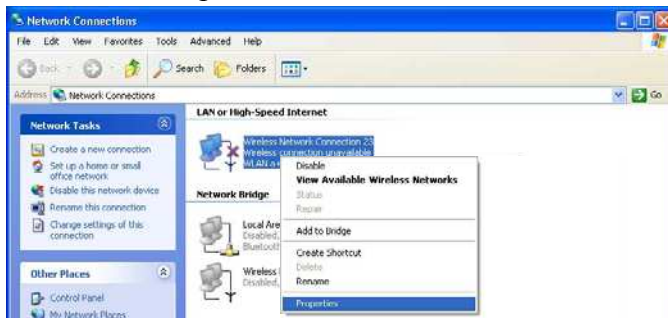 Network Connections
File Edit View Favorites Tools Advanced Help
Back Search Folders
Address Network Connections Go
Network Tasks
Create a new connection
Set up a home or small
office network
Disable this network device
Rename this connection
Change settings of this
connection
Other Places
Control Panel
My Network Places
LAN or High-Speed Internet
Wireless Network Connection 23
Wireless connection unavailable
WLAN
Network Bridge
Local Are
Disabled,
Bluetooth
Wireless
Disabled,
Disable
View Available Wireless Networks
Status
Repair
Add to Bridge
Create Shortcut
Delete
Rename
Properties